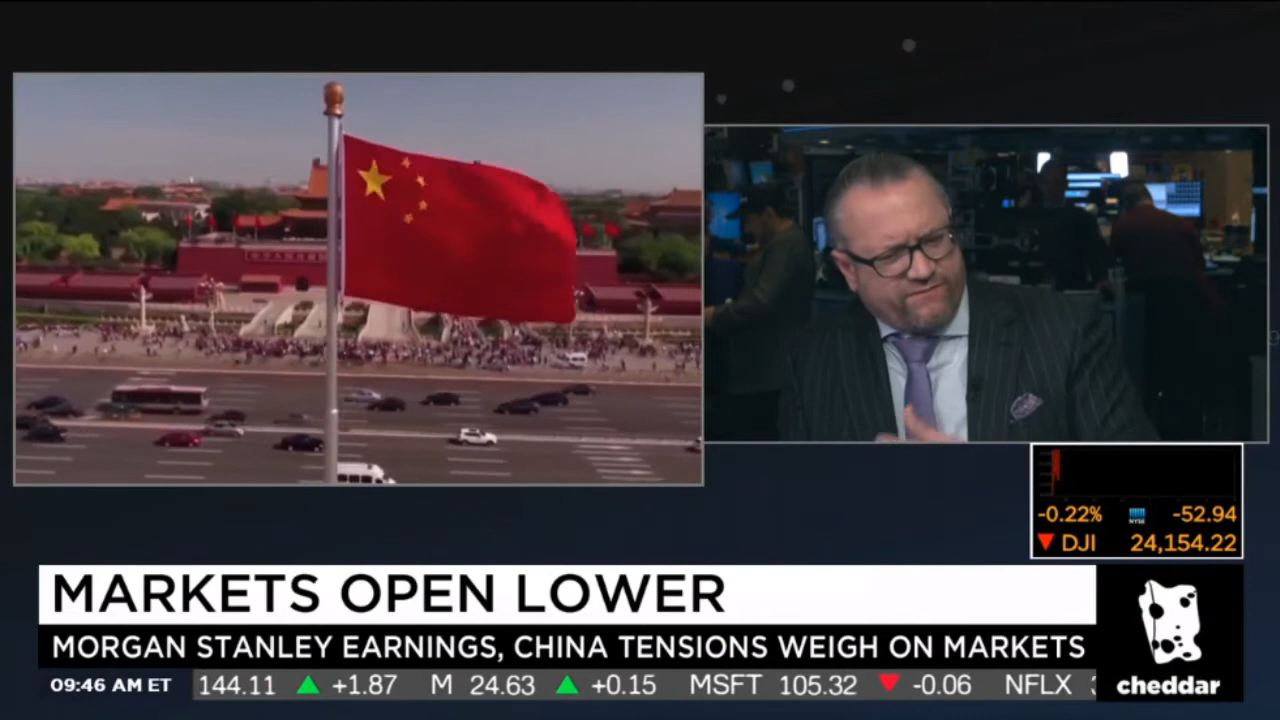 -0.22% NYSE -52.94
▼ DJI 24,154.22
MARKETS OPEN LOWER
MORGAN STANLEY EARNINGS, CHINA TENSIONS WEIGH ON MARKETS
09:46 AM ET 144.11 ▲ +1.87 M 24.63 ▲ +0.15 MSFT 105.32 ▼ -0.06 NFLX
cheddar